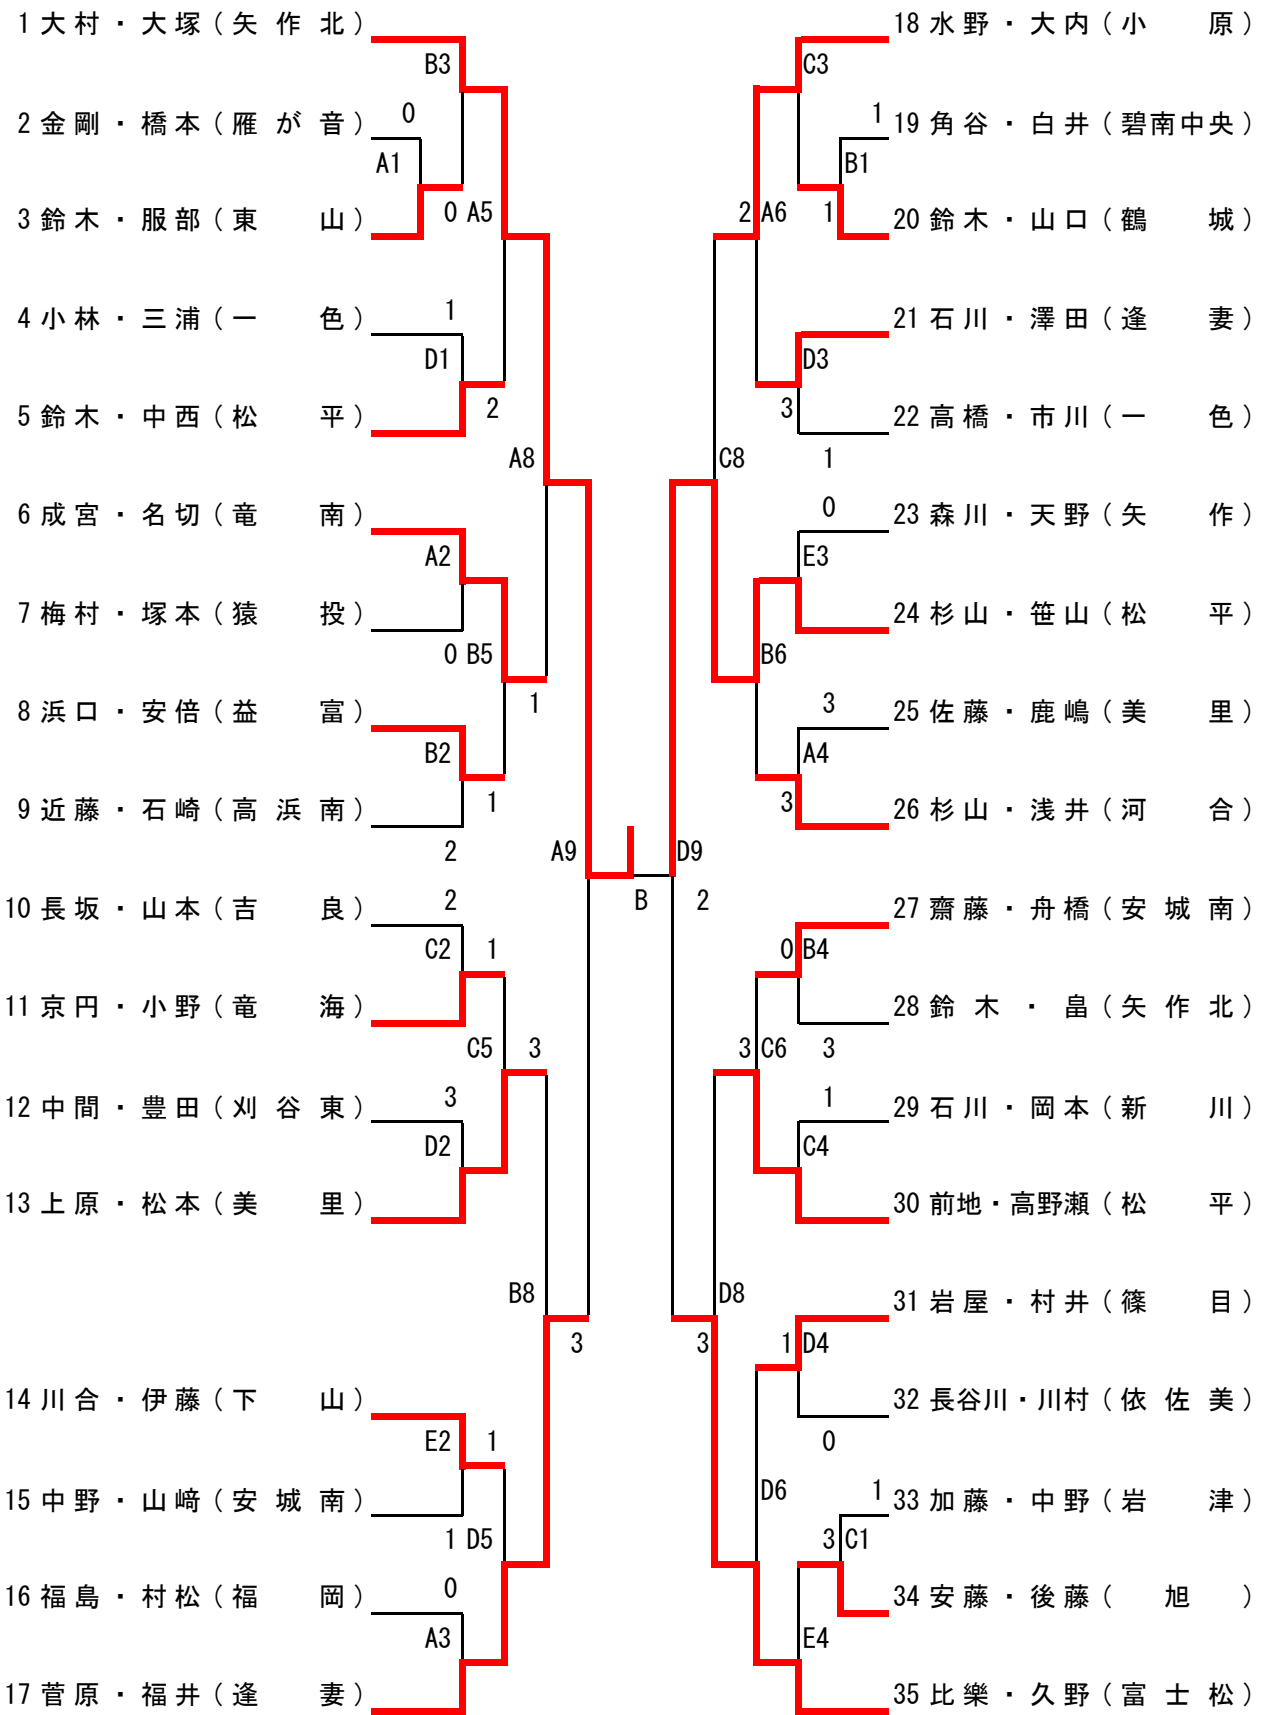 1 大村・大塚(矢作北)
B3
2 金剛・橋本(雁が音)
0
A1
3 鈴木・服部(東山)
0 A5
4 小林・三浦(一色)
1
D1
5 鈴木・中西(松平)
2
A8
6 成宮・名切(竜南)
A2
7 梅村・塚本(猿投)
0 B5
1
8 浜口・安倍(益富)
B2
9 近藤・石崎(高浜南)
1
2
A9
10 長坂・山本(吉良)
2
C2
1
11 京円・小野(竜海)
C5
3
12 中間・豊田(刈谷東)
3
D2
13 上原・松本(美里)
B8
3
14 川合・伊藤(下山)
E2
1
15 中野・山﨑(安城南)
1 D5
16 福島・村松(福岡)
0
A3
17 菅原・福井(逢妻)
B
18 水野・大内(小原)
C3
1
19 角谷・白井(碧南中央)
B1
2 A6
1
20 鈴木・山口(鶴城)
21 石川・澤田(逢妻)
D3
3
22 高橋・市川(一色)
1
C8
0
23 森川・天野(矢作)
E3
24 杉山・笹山(松平)
B6
3
25 佐藤・鹿嶋(美里)
A4
3
26 杉山・浅井(河合)
D9
2
27 齋藤・舟橋(安城南)
0 B4
28 鈴木・畠(矢作北)
3 C6
3
1
29 石川・岡本(新川)
C4
30 前地・高野瀬(松平)
D8
3
31 岩屋・村井(篠目)
1 D4
32 長谷川・川村(依佐美)
0
D6
1
33 加藤・中野(岩津)
3 C1
34 安藤・後藤(旭)
E4
35 比樂・久野(富士松)